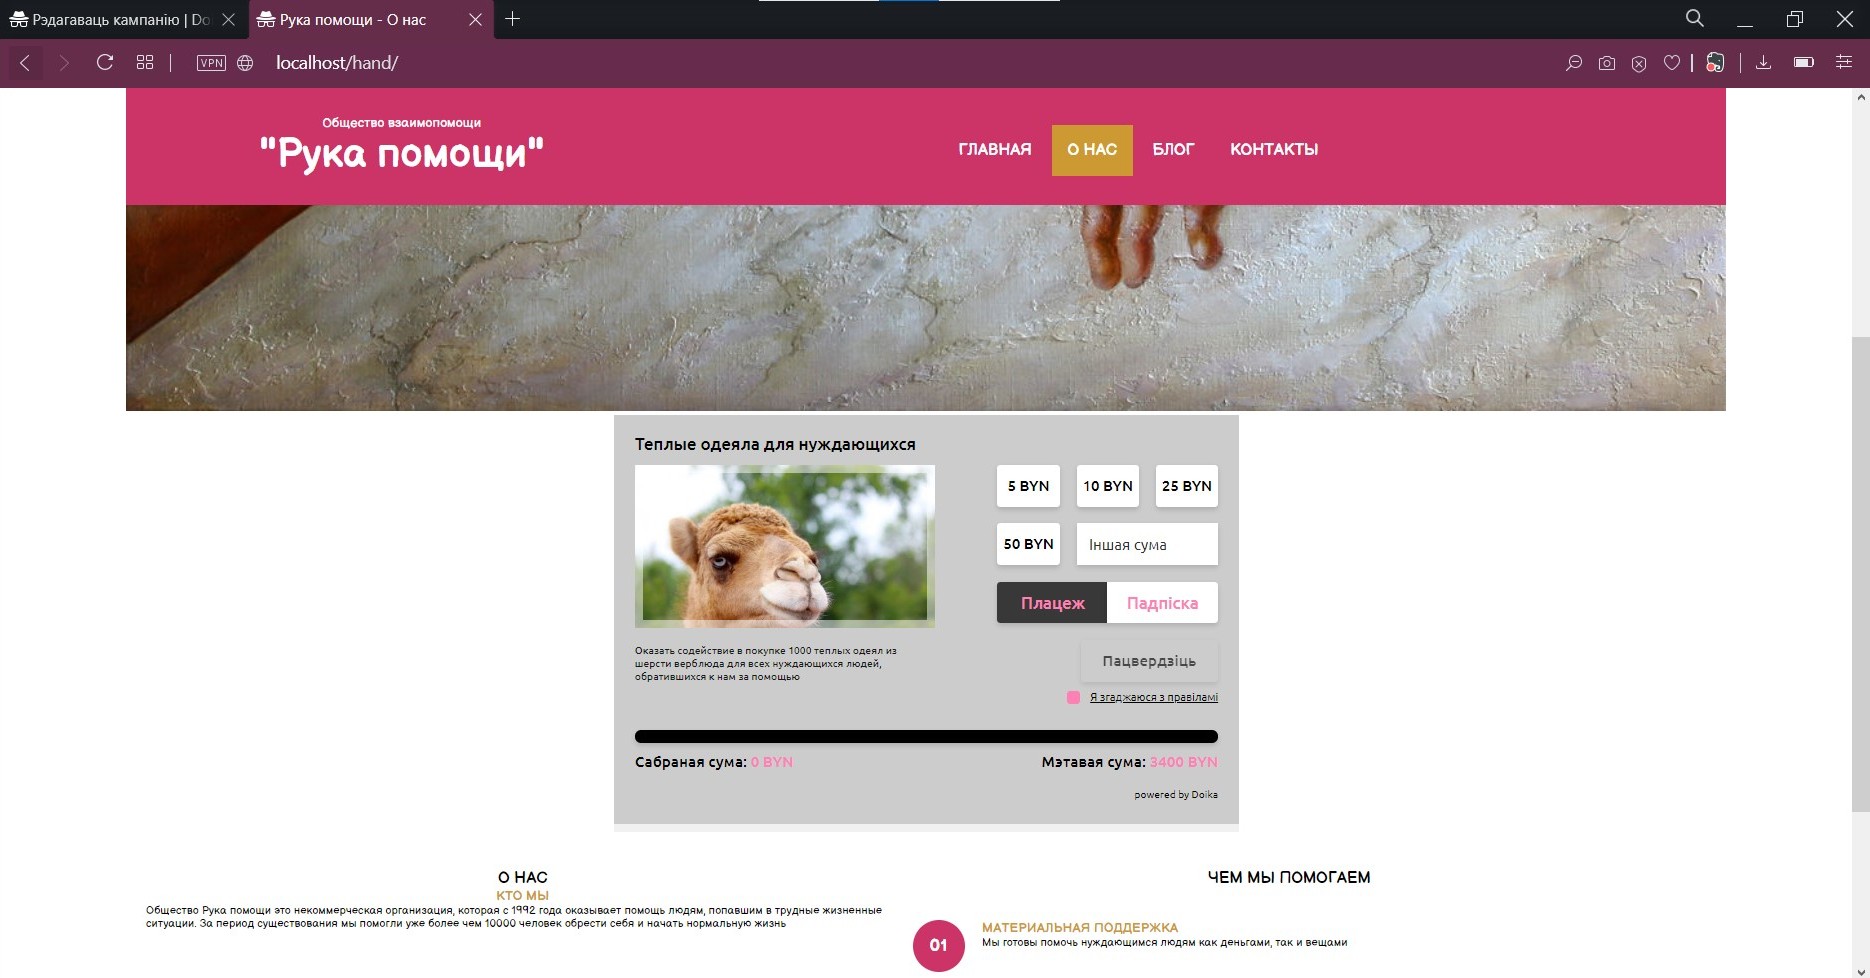 Рэдагаваць кампанію | Do
Рука помощи - О нас
VPN
localhost/hand/
Общество взаимопомощи
"Рука помощи"
ГЛАВНАЯ О НАС БЛОГ КОНТАКТЫ
Теплые одеяла для нуждающихся
5 BYN 10 BYN 25 BYN
50 BYN Іншая сума
Плацеж Падпіска
Пацвердзіць
Я згаджаюся з правіламі
Оказать содействие в покупке 1000 теплых одеял из
шерсти верблюда для всех нуждающихся людей,
обратившихся к нам за помощью
Сабраная сума: 0 BYN
Мэтавая сума: 3400 BYN
powered by Doika
О НАС
КТО МЫ
Общество Рука помощи это некоммерческая организация, которая с 1992 года оказывает помощь людям, попавшим в трудные жизненные
ситуации. За период существования мы помогли уже более чем 10000 человек обрести себя и начать нормальную жизнь
ЧЕМ МЫ ПОМОГАЕМ
01
МАТЕРИАЛЬНАЯ ПОДДЕРЖКА
Мы готовы помочь нуждающимся людям как деньгами, так и вещами